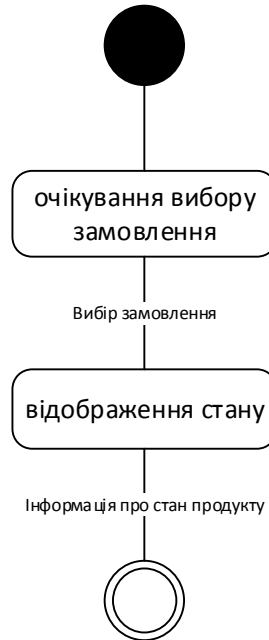 очікування вибору
замовлення
Вибір замовлення
відображення стану
Інформація про стан продукту